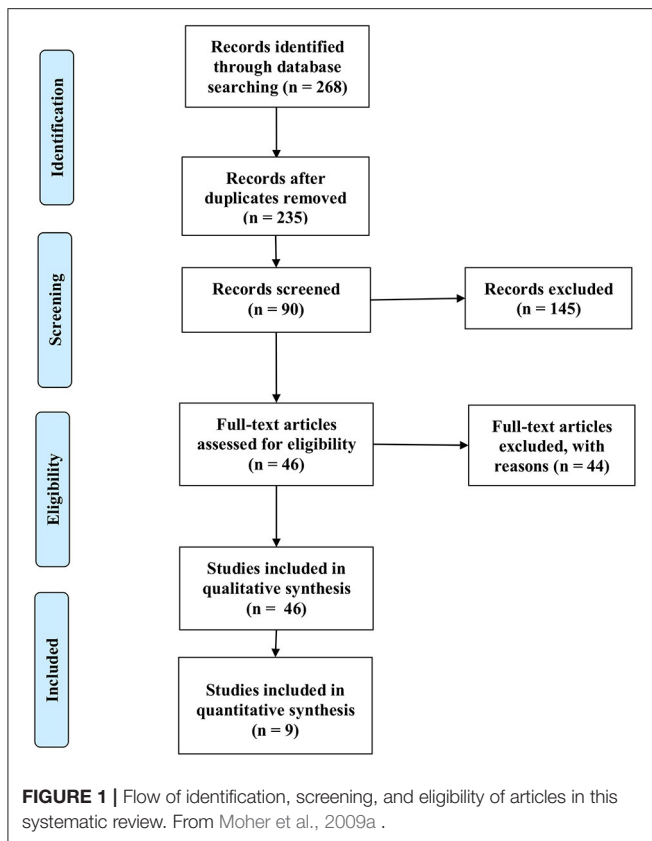 Records identified
through database
searching (n = 268)
Identification
Records after
duplicates removed
(n = 235)
Screening
Records screened
(n = 90)
Records excluded
(n = 145)
Eligibility
Full-text articles
assessed for eligibility
(n = 46)
Full-text articles
excluded, with
reasons (n = 44)
Studies included in
qualitative synthesis
(n = 46)
Included
Studies included in
quantitative synthesis
(n = 9)
FIGURE 1 | Flow of identification, screening, and eligibility of articles in this
systematic review. From Moher et al., 2009a .